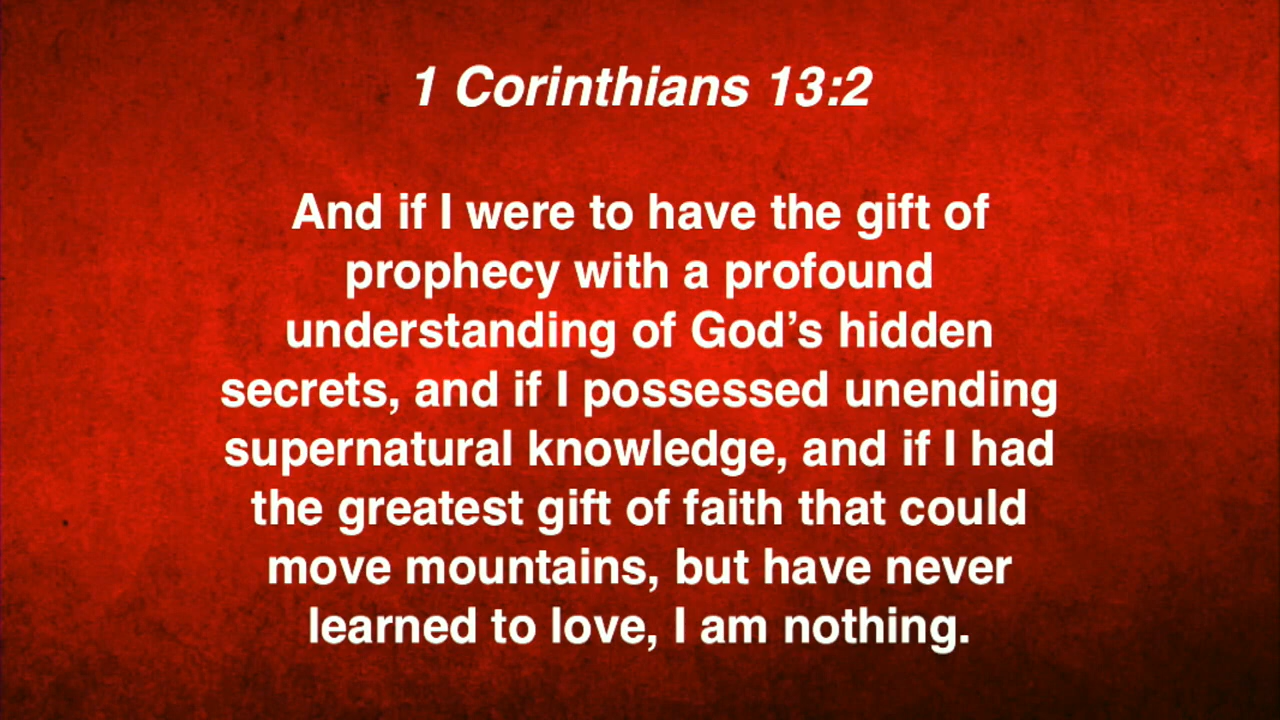 1 Corinthians 13:2
And if I were to have the gift of
prophecy with a profound
understanding of God’s hidden
secrets, and if I possessed unending
supernatural knowledge, and if I had
the greatest gift of faith that could
move mountains, but have never
learned to love, I am nothing.